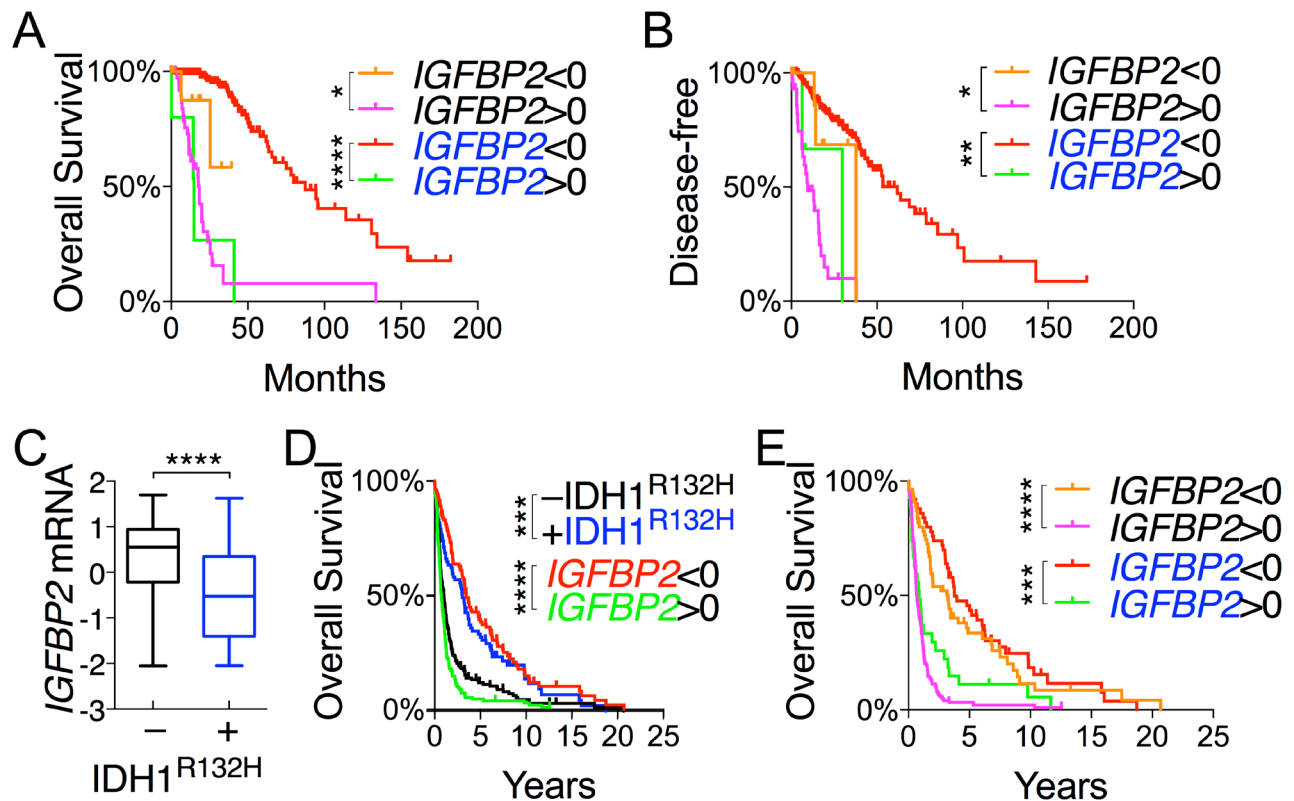 A
Overall Survival
100%
50%
0%
0 50 100 150 200
Months
*
IGFBP2<0
IGFBP2>0
****
IGFBP2<0
IGFBP2>0
B
Disease-free
100%
50%
0%
0 50 100 150 200
Months
*
IGFBP2<0
IGFBP2>0
**
IGFBP2<0
IGFBP2>0
C
IGFBP2 mRNA
****
2
1
0
-1
-2
-3
− +
IDH1R132H
D
Overall Survival
100%
50%
0%
0 5 10 15 20 25
Years
***
−IDH1R132H
+IDH1R132H
****
IGFBP2<0
IGFBP2>0
E
Overall Survival
100%
50%
0%
0 5 10 15 20 25
Years
****
IGFBP2<0
IGFBP2>0
***
IGFBP2<0
IGFBP2>0